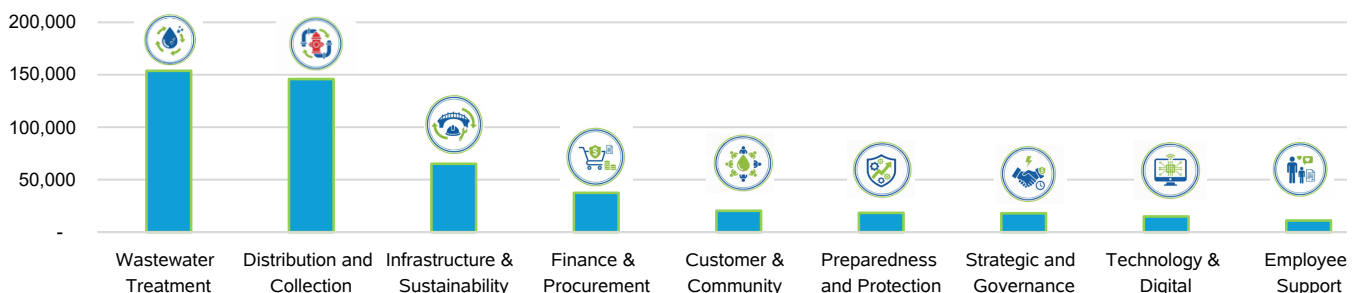 200,000
150,000
100,000
50,000
-
Wastewater Treatment
Distribution and Collection
Infrastructure & Sustainability
Finance & Procurement
Customer & Community
Preparedness and Protection
Strategic and Governance
Technology & Digital
Employee Support